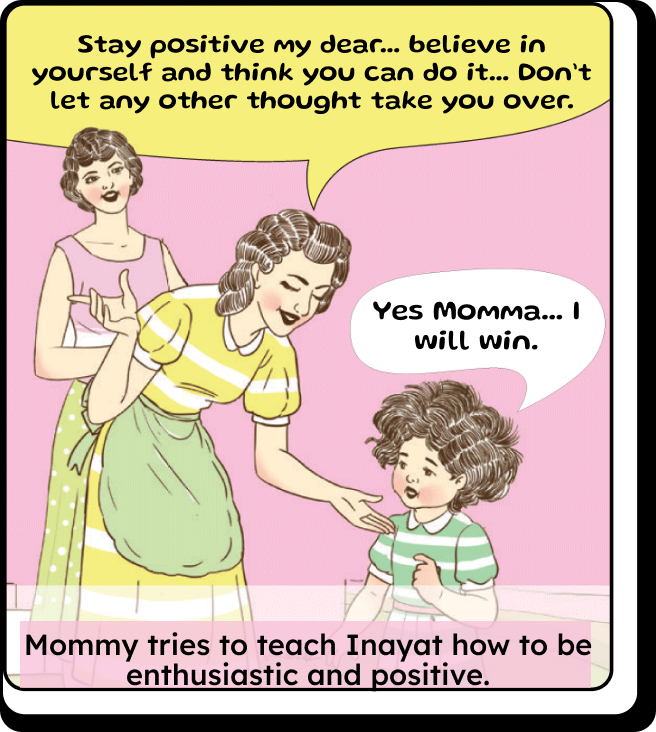 Stay positive my dear... believe in
yourself and think you can do it... Don't
let any other thought take you over.
Yes Momma... I
will win.
Mommy tries to teach Inayat how to be
enthusiastic and positive.